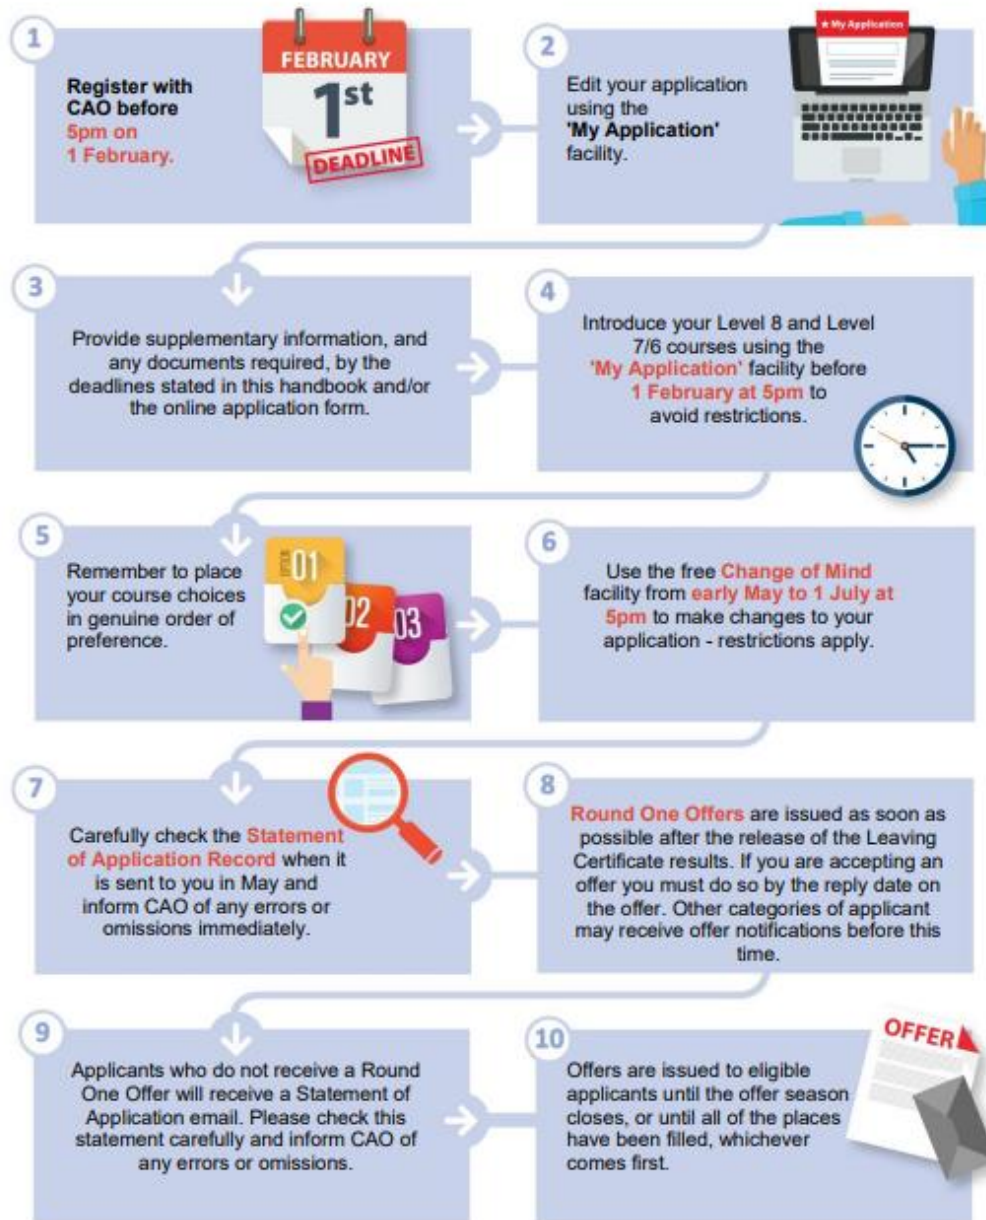 1
Register with
CAO before
5pm on
1 February.
FEBRUARY
1st
DEADLINE
2
Edit your application
using the
'My Application'
facility.
★ My Application
3
Provide supplementary information, and
any documents required, by the
deadlines stated in this handbook and/or
the online application form.
4
Introduce your Level 8 and Level
7/6 courses using the
'My Application' facility before
1 February at 5pm to
avoid restrictions.
5
Remember to place
your course choices
in genuine order of
preference.
01
02
03
6
Use the free Change of Mind
facility from early May to 1 July at
5pm to make changes to your
application - restrictions apply.
7
Carefully check the Statement
of Application Record when it
is sent to you in May and
inform CAO of any errors or
omissions immediately.
8
Round One Offers are issued as soon as
possible after the release of the Leaving
Certificate results. If you are accepting an
offer you must do so by the reply date on
the offer. Other categories of applicant
may receive offer notifications before this
time.
9
Applicants who do not receive a Round
One Offer will receive a Statement of
Application email. Please check this
statement carefully and inform CAO of
any errors or omissions.
10
Offers are issued to eligible
applicants until the offer season
closes, or until all of the places
have been filled, whichever
comes first.
OFFER